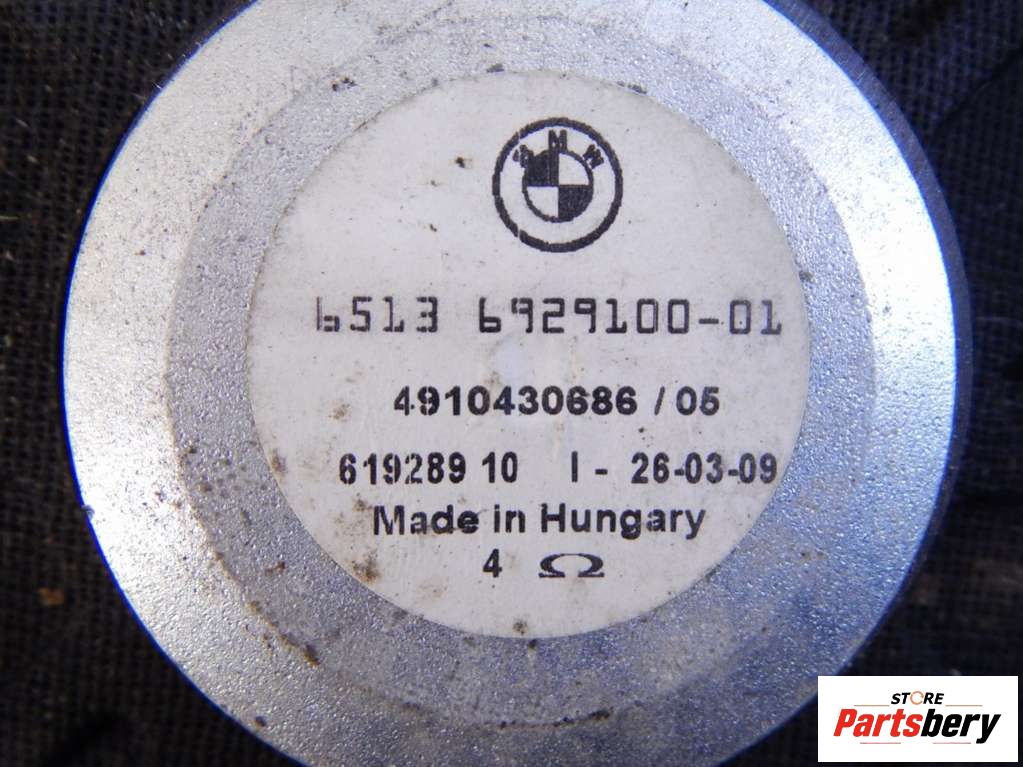 BMW
6513 6929100-01
4910430686 / 05
619289 10 I - 26-03-09
Made in Hungary
4 Ω
STORE
Partsbery